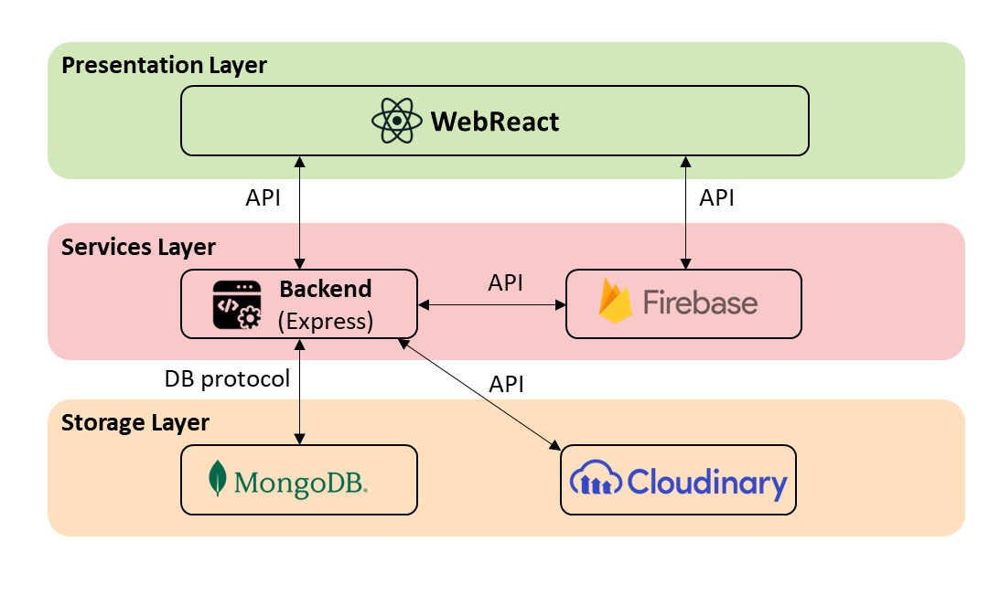 Presentation Layer
WebReact
API
API
Services Layer
Backend
(Express)
API
Firebase
DB protocol
API
Storage Layer
MongoDB.
Cloudinary